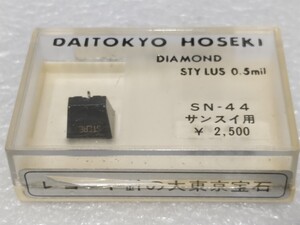 DAITOKYO HOSEKI
DIAMOND
STYLUS 0.5mil
SN-44
サンスイ用
¥ 2,500
の大東京宝石